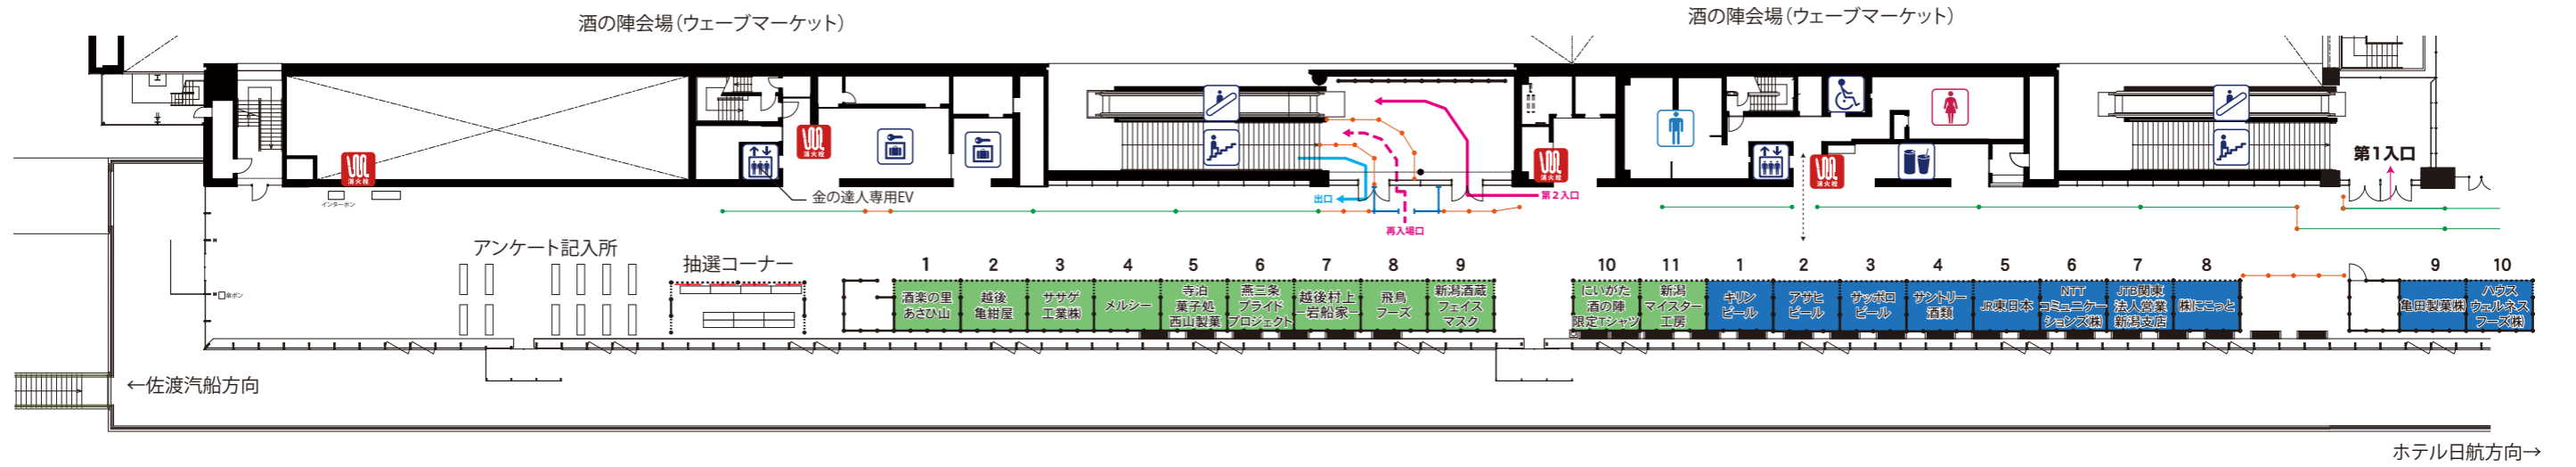 酒の陣会場（ウェーブマーケット）
酒の陣会場（ウェーブマーケット）
消火栓
消火栓
消火栓
消火栓
第1入口
インターホン
金の達人専用EV
出口
第２入口
再入場口
アンケート記入所
抽選コーナー
1
2
3
4
5
6
7
8
9
10
11
1
2
3
4
5
6
7
8
9
10
酒楽の里
あさひ山
越後
亀紺屋
ササゲ
工業㈱
メルシー
寺泊
菓子処
西山製菓
燕三条
プライド
プロジェクト
越後村上
岩船家
飛鳥
フーズ
新潟酒蔵
フェイス
マスク
にいがた
酒の陣
限定Tシャツ
新潟
マイスター
工房
キリン
ビール
アサヒ
ビール
サッポロ
ビール
サントリー
酒類
JR東日本
NTT
コミュニケー
ションズ㈱
JTB関東
法人営業
新潟支店
㈱にこっと
亀田製菓㈱
ハウス
ウェルネス
フーズ㈱
←佐渡汽船方向
ホテル日航方向→